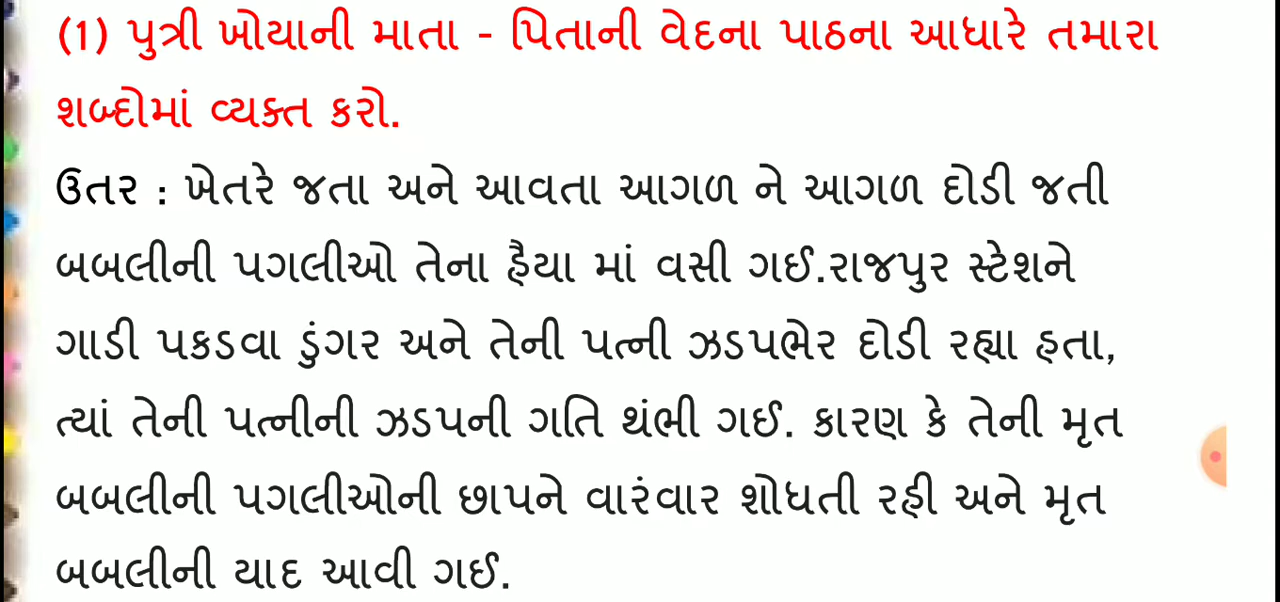 (1) પુત્રી ખોયાની માતા - પિતાની વેદના પાઠના આધારે તમારા
શબ્દોમાં વ્યક્ત કરો.
ઉતર : ખેતરે જતા અને આવતા આગળ ને આગળ દોડી જતી
બબલીની પગલીઓ તેના હૈયા માં વસી ગઈ.રાજપુર સ્ટેશને
ગાડી પકડવા ડુંગર અને તેની પત્ની ઝડપભેર દોડી રહ્યા હતા,
ત્યાં તેની પત્નીની ઝડપની ગતિ થંભી ગઈ. કારણ કે તેની મૃત
બબલીની પગલીઓની છાપને વારંવાર શોધતી રહી અને મૃત
બબલીની યાદ આવી ગઈ.